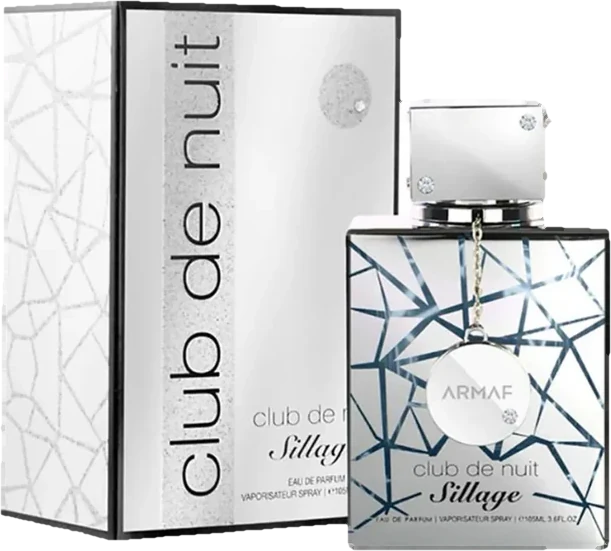 club de nuit
club de n
Sillag
EAU DE PARFUM
VAPORISATEUR SPRAY | ℮105
ARMAF
club de nuit
Sillage
EAU DE PARFUM | VAPORISATEUR SPRAY | ℮105ML 3.6FL.OZ